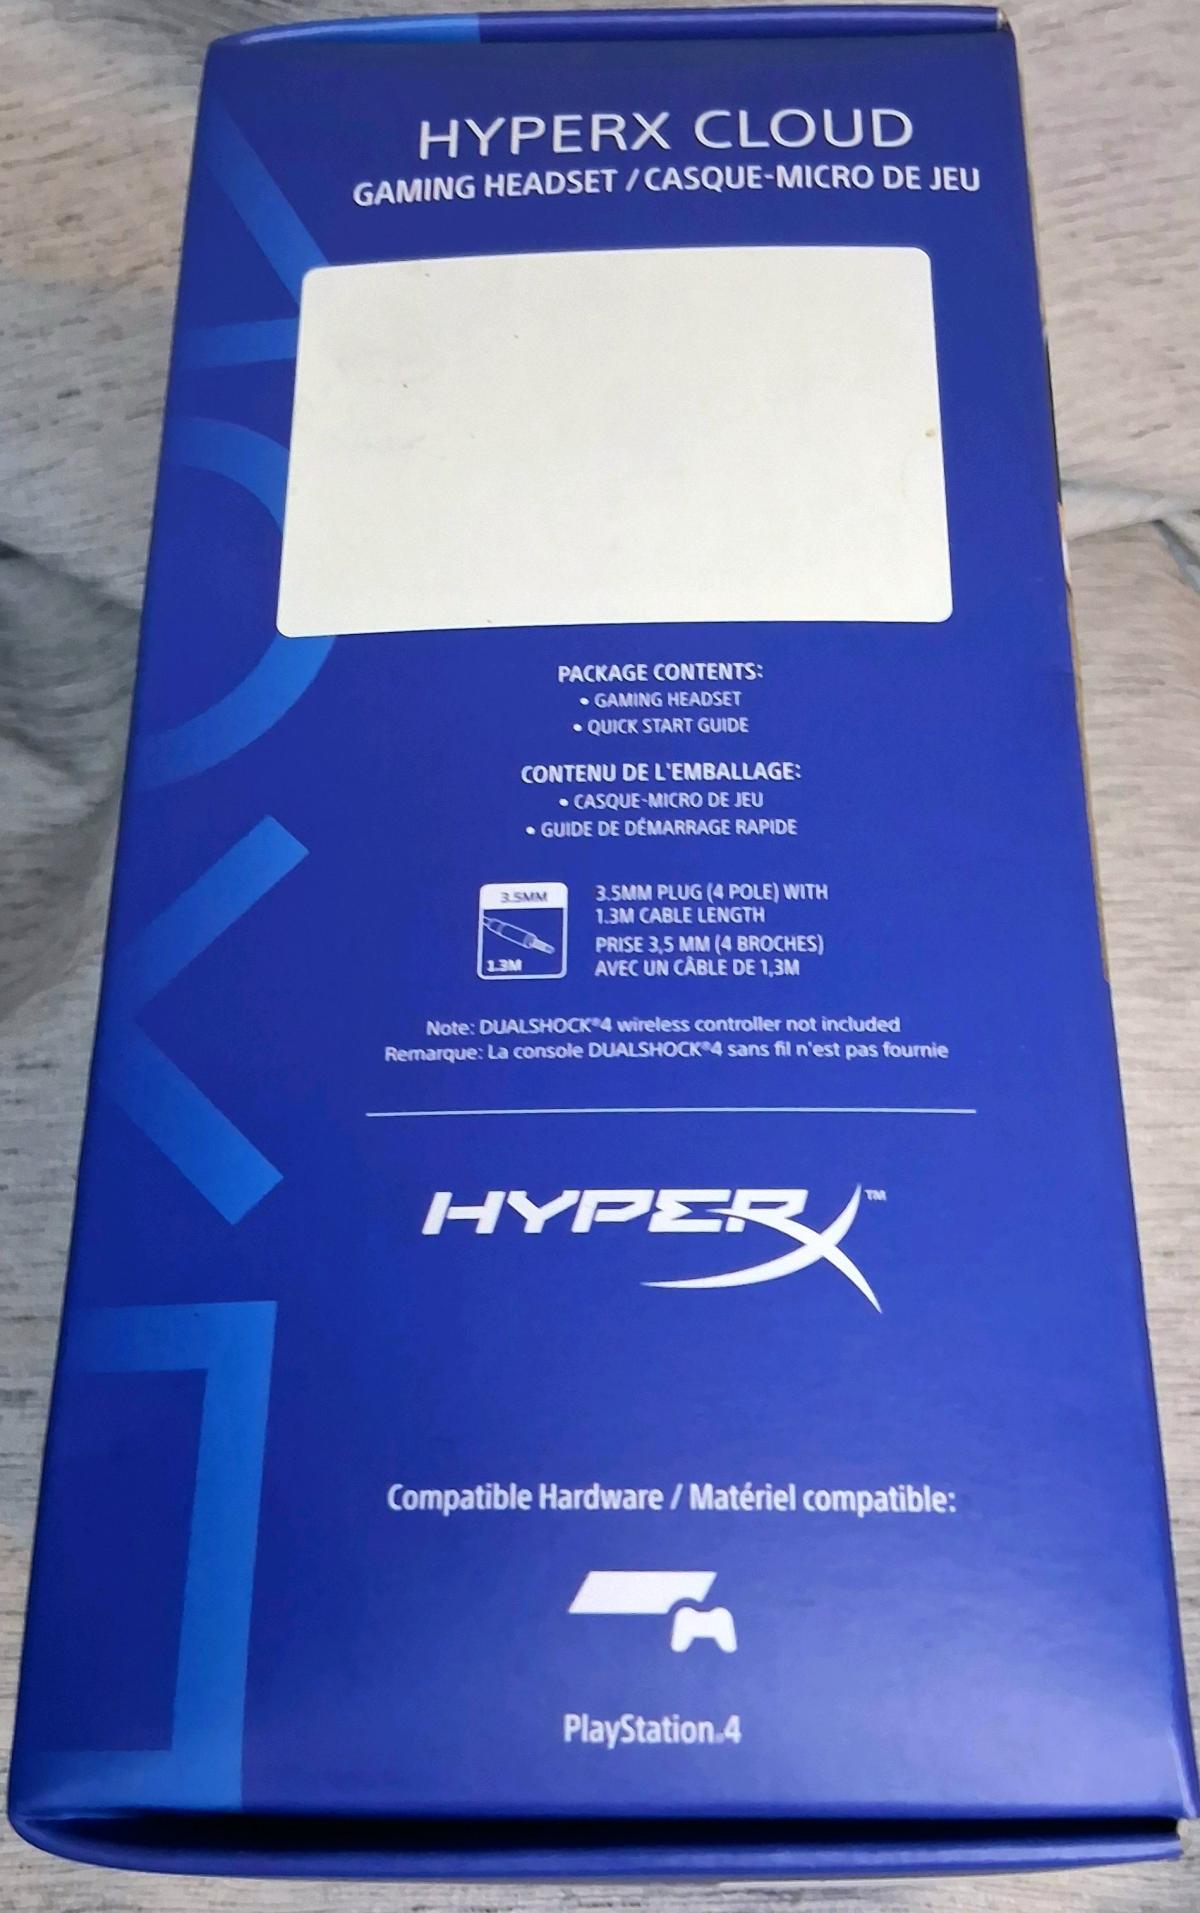 HYPERX CLOUD
GAMING HEADSET / CASQUE-MICRO DE JEU
PACKAGE CONTENTS:
• GAMING HEADSET
• QUICK START GUIDE
CONTENU DE L'EMBALLAGE:
• CASQUE-MICRO DE JEU
• GUIDE DE DÉMARRAGE RAPIDE
3.5MM
1.3M
3.5MM PLUG (4 POLE) WITH
1.3M CABLE LENGTH
PRISE 3,5 MM (4 BROCHES)
AVEC UN CÂBLE DE 1,3M
Note: DUALSHOCK®4 wireless controller not included
Remarque: La console DUALSHOCK®4 sans fil n'est pas fournie
HYPERX™
Compatible Hardware / Matériel compatible:
PlayStation®4